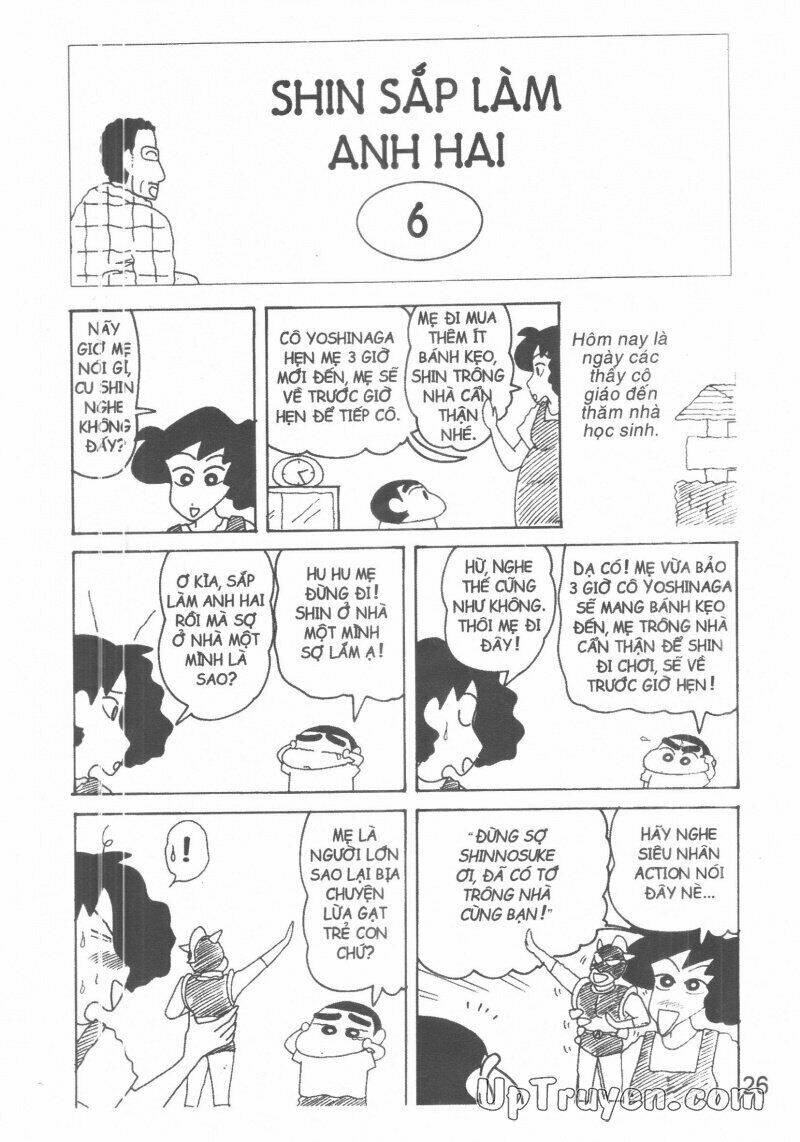 SHIN SẮP LÀM
ANH HAI
6
Hôm nay là
ngày các
thầy cô
giáo đến
thăm nhà
học sinh.
MẸ ĐI MUA
THÊM ÍT
BÁNH KẸO,
SHIN TRÔNG
NHÀ CẨN
THẬN
NHÉ.
CÔ YOSHINAGA
HẸN MẸ 3 GIỜ
MỚI ĐẾN, MẸ SẼ
VỀ TRƯỚC GIỜ
HẸN ĐỂ TIẾP CÔ.
NÃY
GIỜ MẸ
NÓI GÌ,
CU SHIN
NGHE
KHÔNG
ĐẤY?
DẠ CÓ! MẸ VỪA BẢO
3 GIỜ CÔ YOSHINAGA
SẼ MANG BÁNH KẸO
ĐẾN, MẸ TRÔNG NHÀ
CẨN THẬN ĐỂ SHIN
ĐI CHƠI, SẼ VỀ
TRƯỚC GIỜ HẸN!
HỪ, NGHE
THẾ CŨNG
NHƯ KHÔNG.
THÔI MẸ ĐI
ĐÂY!
HU HU MẸ
ĐỪNG ĐI!
SHIN Ở NHÀ
MỘT MÌNH
SỢ LẮM Ạ!
Ơ KÌA, SẮP
LÀM ANH HAI
RỒI MÀ SỢ
Ở NHÀ MỘT
MÌNH LÀ
SAO?
HÃY NGHE
SIÊU NHÂN
ACTION NÓI
ĐÂY NÈ...
"ĐỪNG SỢ
SHINNOSUKE
ƠI, ĐÃ CÓ TỚ
TRÔNG NHÀ
CÙNG BẠN!"
MẸ LÀ
NGƯỜI LỚN
SAO LẠI BỊA
CHUYỆN
LỪA GẠT
TRẺ CON
CHỨ?
!
26
UpTruyen.com